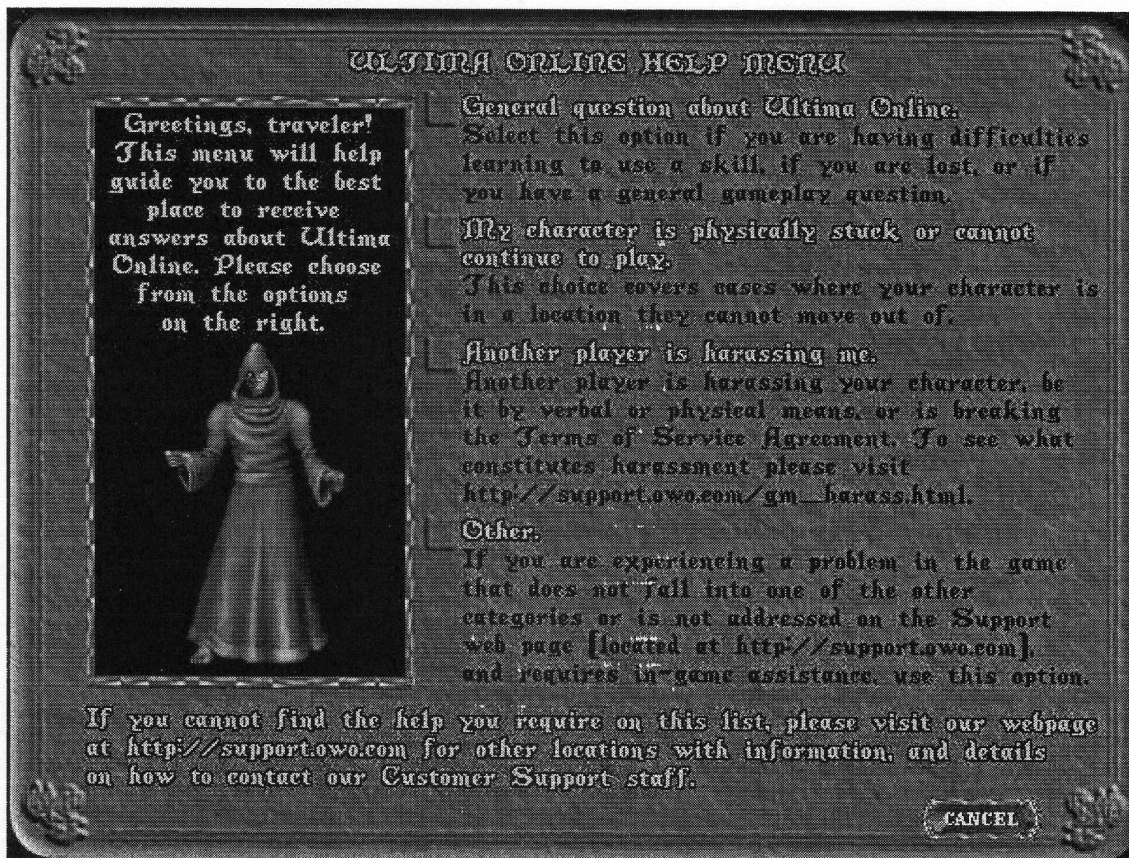 ULTIMA ONLINE HELP MENU
Greetings, traveler!
This menu will help
guide you to the best
place to receive
answers about Ultima
Online. Please choose
from the options
on the right.
General question about Ultima Online.
Select this option if you are having difficulties
learning to use a skill, if you are lost, or if
you have a general gameplay question.
My character is physically stuck or cannot
continue to play.
This choice covers cases where your character is
in a location they cannot move out of.
Another player is harassing me.
Another player is harassing your character, be
it by verbal or physical means, or is breaking
the Terms of Service Agreement. To see what
constitutes harassment please visit
http://support.owo.com/gm_harass.html.
Other.
If you are experiencing a problem in the game
that does not fall into one of the other
categories or is not addressed on the Support
web page [located at http://support.owo.com],
and requires in-game assistance, use this option.
If you cannot find the help you require on this list, please visit our webpage
at http://support.owo.com for other locations with information, and details
on how to contact our Customer Support staff.
CANCEL